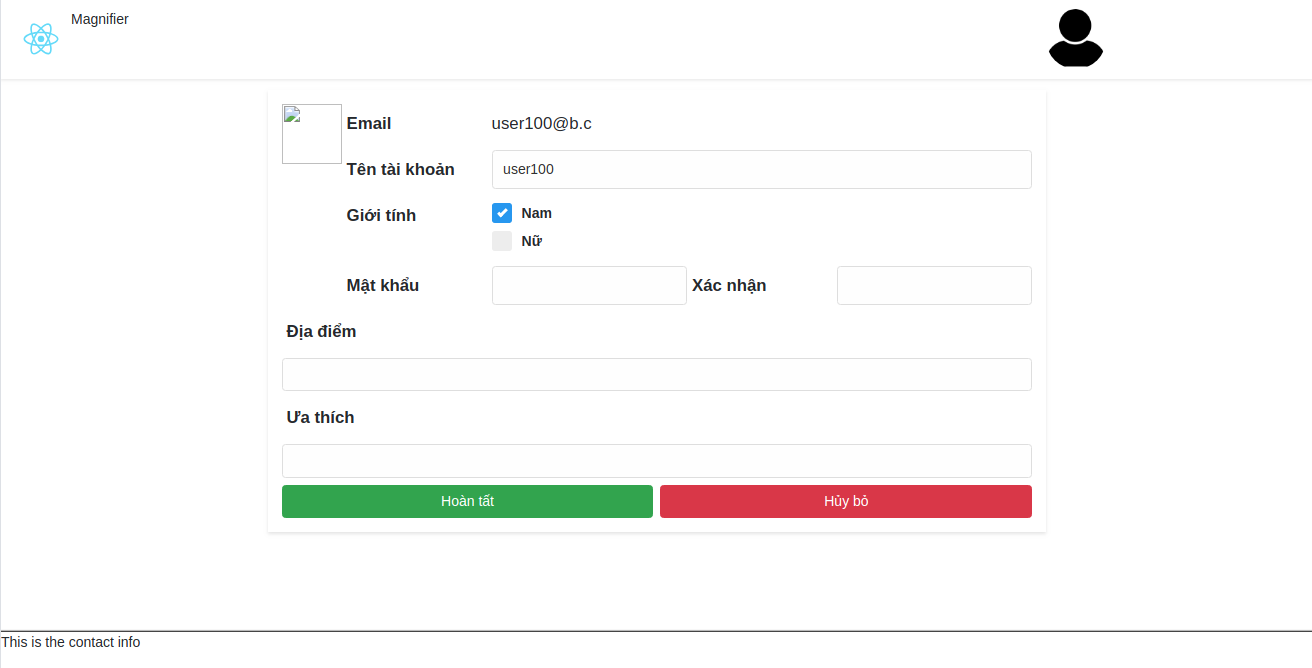 Magnifier
Email user100@b.c
Tên tài khoản user100
Giới tính Nam
Nữ
Mật khẩu Xác nhận
Địa điểm
Ưa thích
Hoàn tất Hủy bỏ
This is the contact info